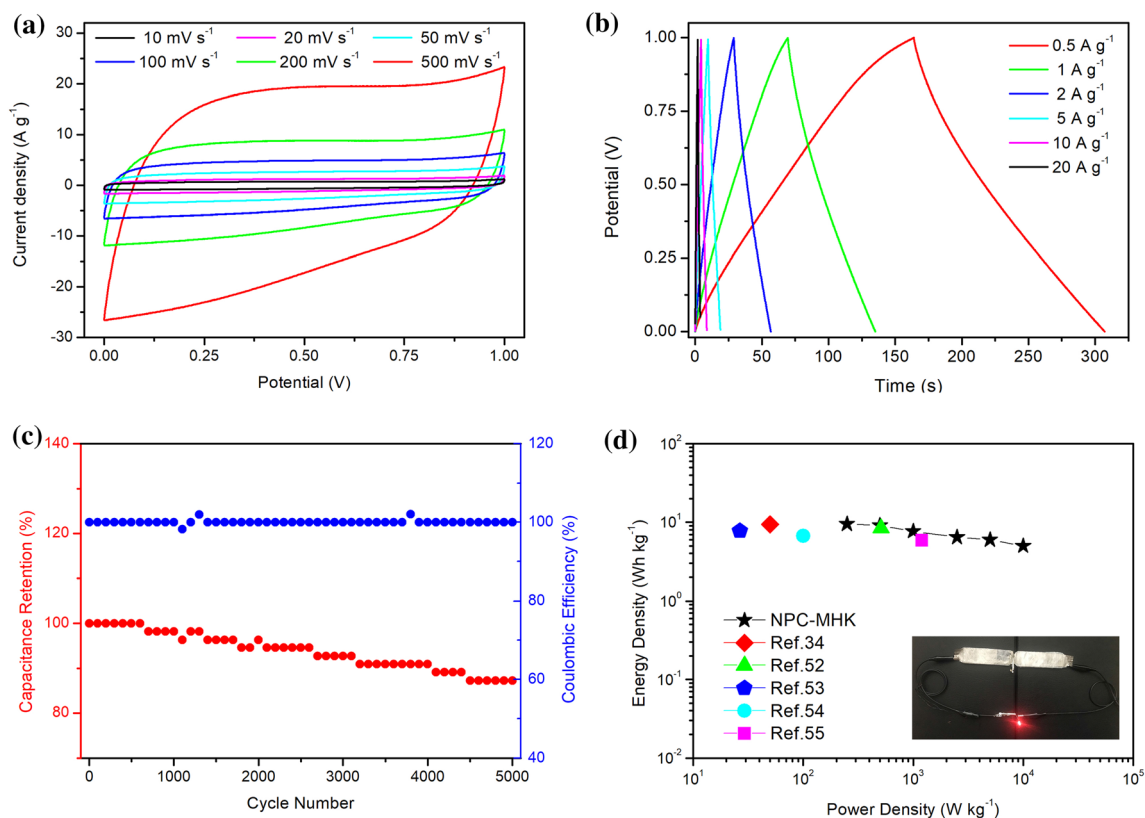 (a)
10 mV s⁻¹ 20 mV s⁻¹ 50 mV s⁻¹
100 mV s⁻¹ 200 mV s⁻¹ 500 mV s⁻¹
30
20
10
0
-10
-20
-30
Current density (A g⁻¹)
0.00 0.25 0.50 0.75 1.00
Potential (V)
(b)
0.5 A g⁻¹
1 A g⁻¹
2 A g⁻¹
5 A g⁻¹
10 A g⁻¹
20 A g⁻¹
1.00
0.75
0.50
0.25
0.00
Potential (V)
0 50 100 150 200 250 300
Time (s)
(c)
140
120
100
80
Capacitance Retention (%)
120
100
80
60
40
Coulombic Efficiency (%)
0 1000 2000 3000 4000 5000
Cycle Number
(d)
10²
10¹
10⁰
10⁻¹
10⁻²
Energy Density (Wh kg⁻¹)
NPC-MHK
Ref.34
Ref.52
Ref.53
Ref.54
Ref.55
10¹ 10² 10³ 10⁴ 10⁵
Power Density (W kg⁻¹)